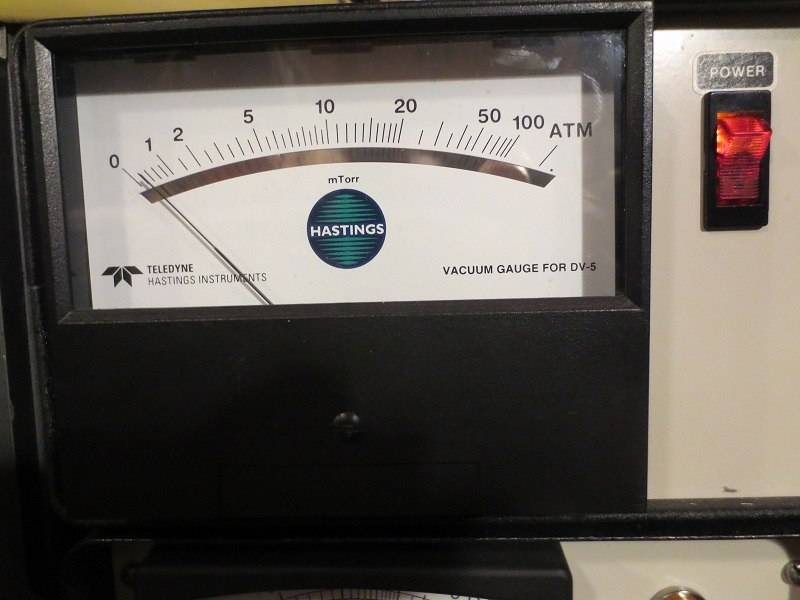 0 1 2 5 10 20 50 100 ATM
mTorr
HASTINGS
TELEDYNE
HASTINGS INSTRUMENTS
VACUUM GAUGE FOR DV-5
POWER